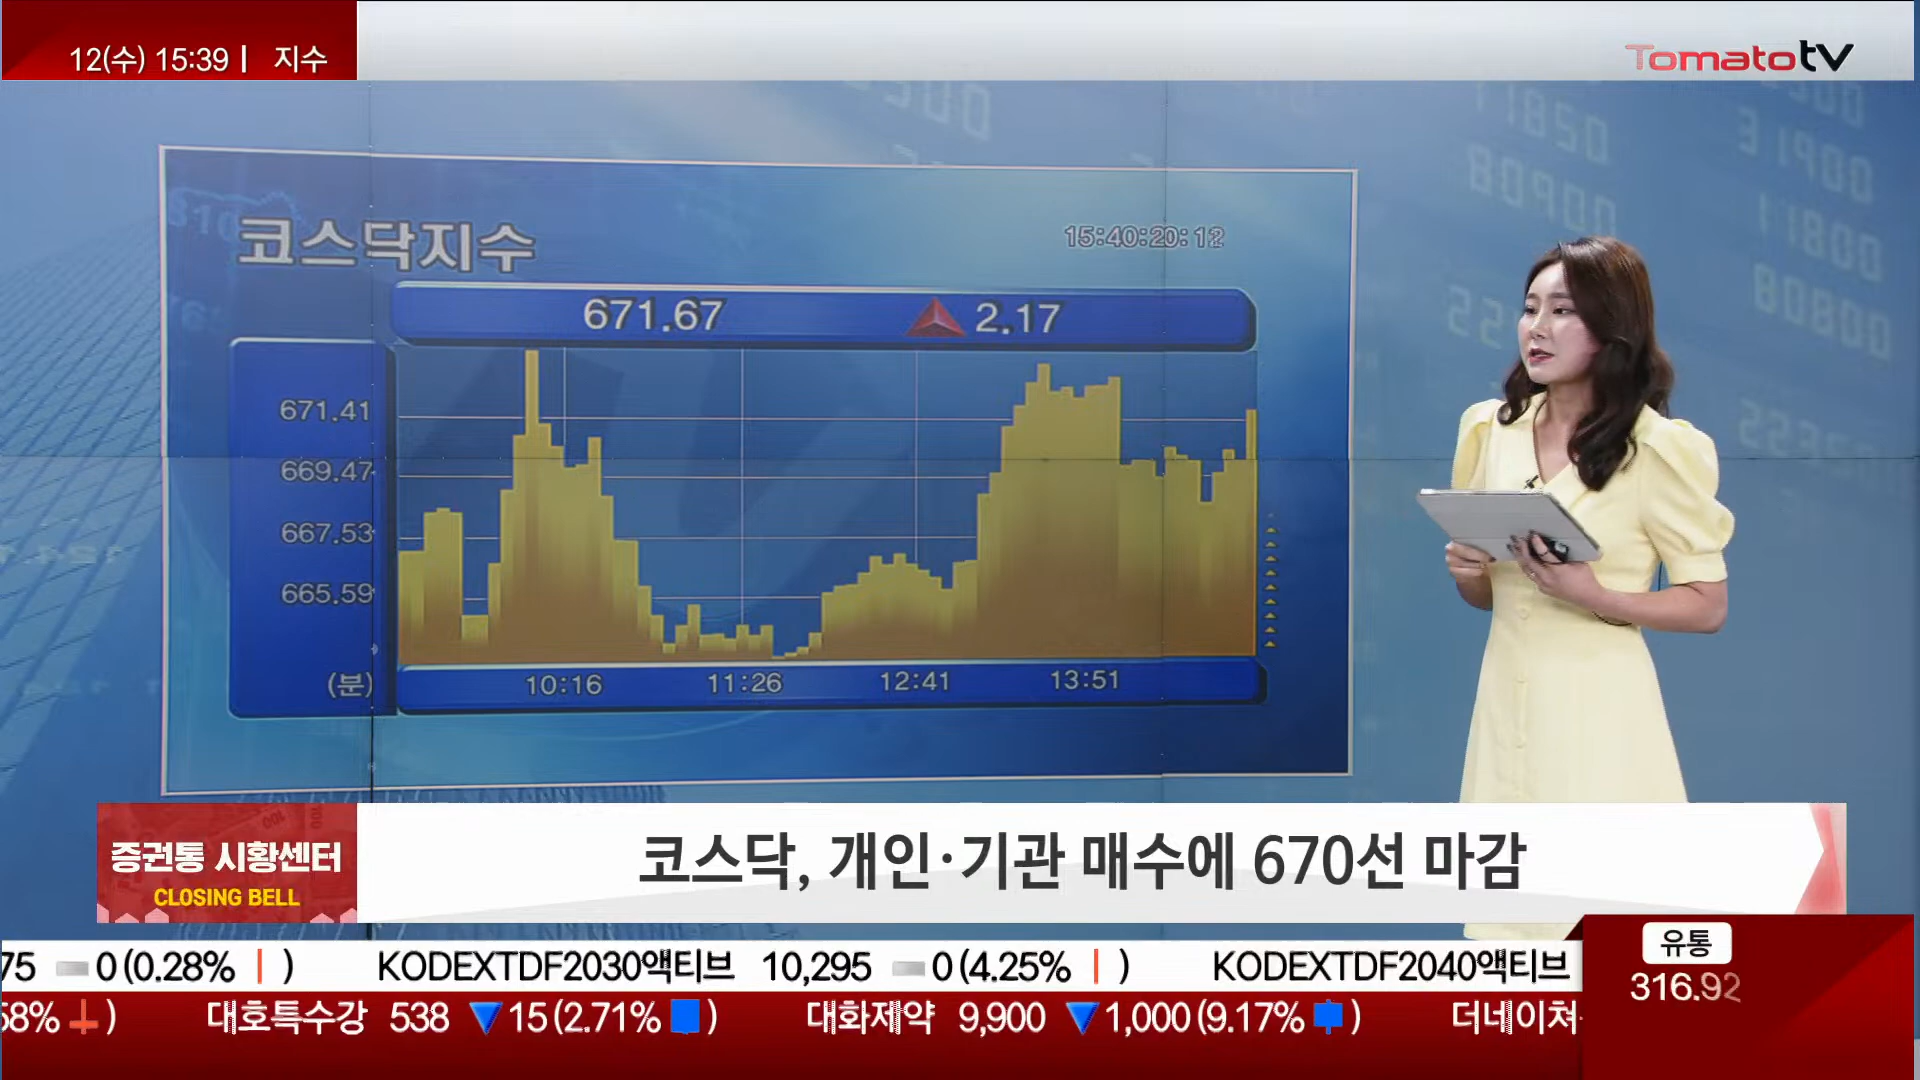 12(수) 15:39 | 지수
Tomatotv
코스닥지수
15:40:20:12
671.67 ▲ 2.17
671.41
669.47
667.53
665.59
(분)
10:16 11:26 12:41 13:51
증권통 시황센터
CLOSING BELL
코스닥, 개인·기관 매수에 670선 마감
유통
316.92
75 0 (0.28% | ) KODEXTDF2030액티브 10,295 0 (4.25% | ) KODEXTDF2040액티브
58% ) 대호특수강 538 ▼ 15 (2.71% ) 대화제약 9,900 ▼ 1,000 (9.17% ) 더네이쳐